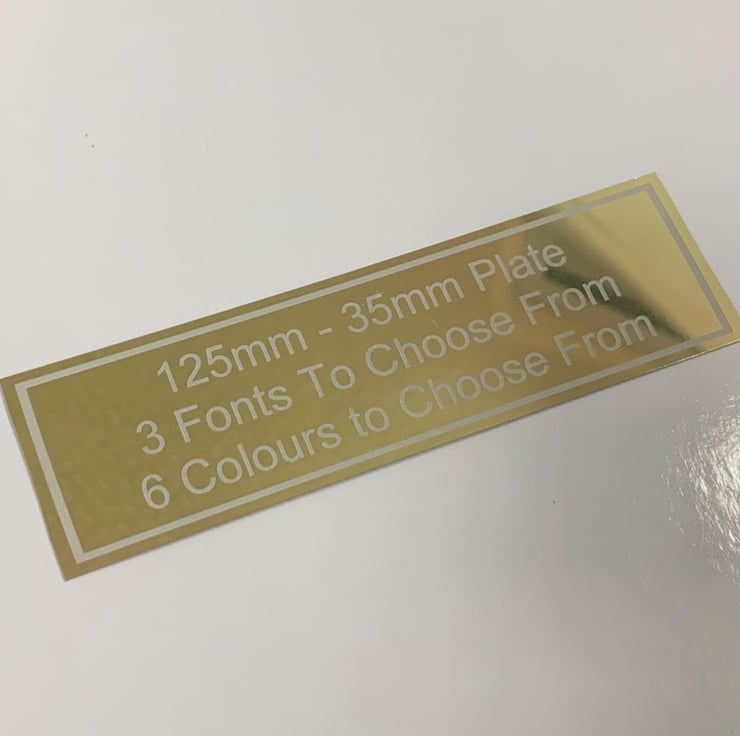 125mm - 35mm Plate
3 Fonts To Choose From
6 Colours to Choose From